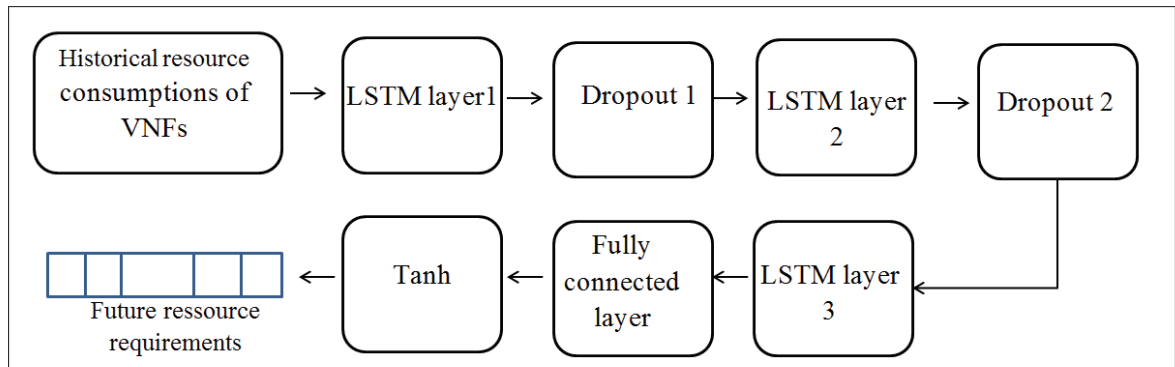 Historical resource
consumptions of
VNFs
LSTM layer1
Dropout 1
LSTM layer
2
Dropout 2
LSTM layer
3
Fully
connected
layer
Tanh
Future ressource
requirements